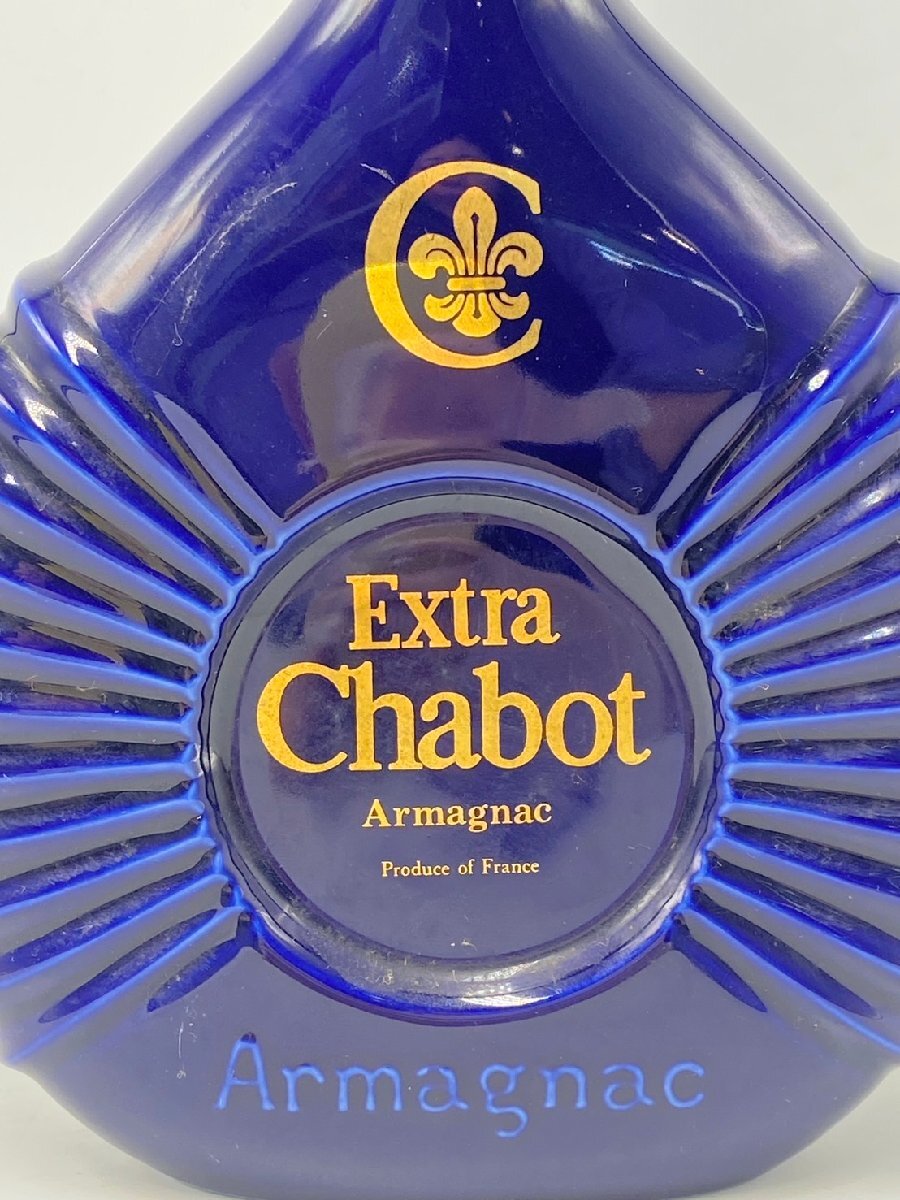 C
Extra
Chabot
Armagnac
Produce of France
Armagnac